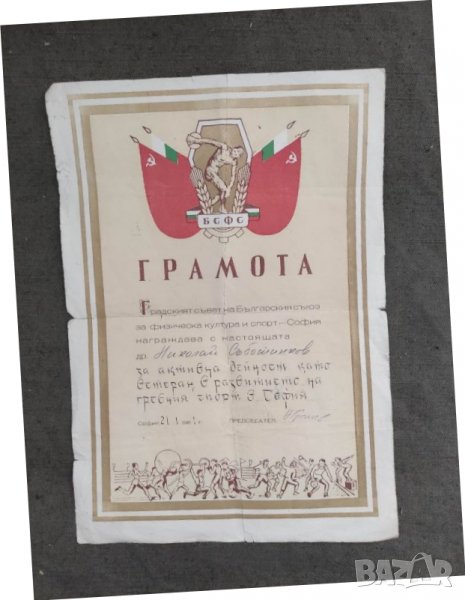 БСФС
ГРАМОТА
Градският съвет на Българския съюз
за физическа култура и спорт – София
награждава с настоящата
др. Николай
за активна дейност като
ветеран в развитието на
гребния спорт в София
София 21 I 19 г. ПРЕДСЕДАТЕЛ
BAZAR